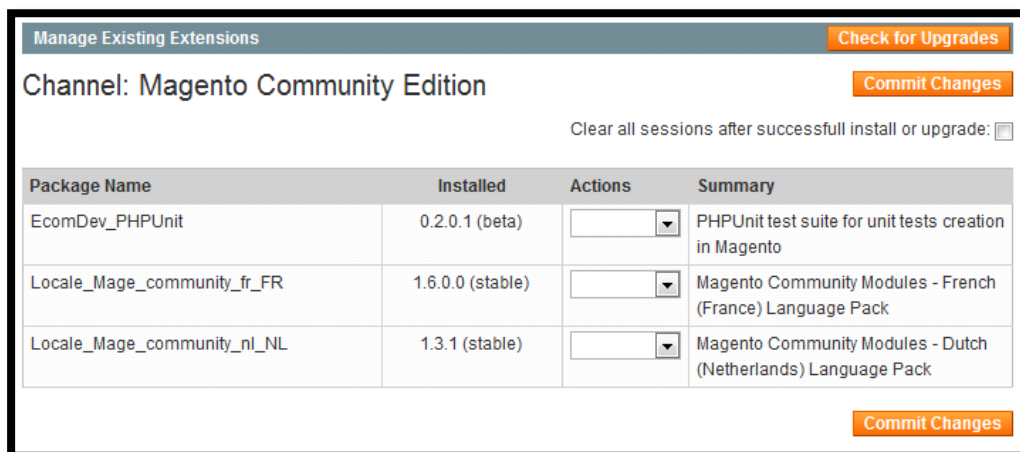 Manage Existing Extensions Check for Upgrades
Channel: Magento Community Edition Commit Changes
Clear all sessions after successfull install or upgrade:
Package Name Installed Actions Summary
EcomDev_PHPUnit 0.2.0.1 (beta) PHPUnit test suite for unit tests creation
in Magento
Locale_Mage_community_fr_FR 1.6.0.0 (stable) Magento Community Modules - French
(France) Language Pack
Locale_Mage_community_nl_NL 1.3.1 (stable) Magento Community Modules - Dutch
(Netherlands) Language Pack
Commit Changes